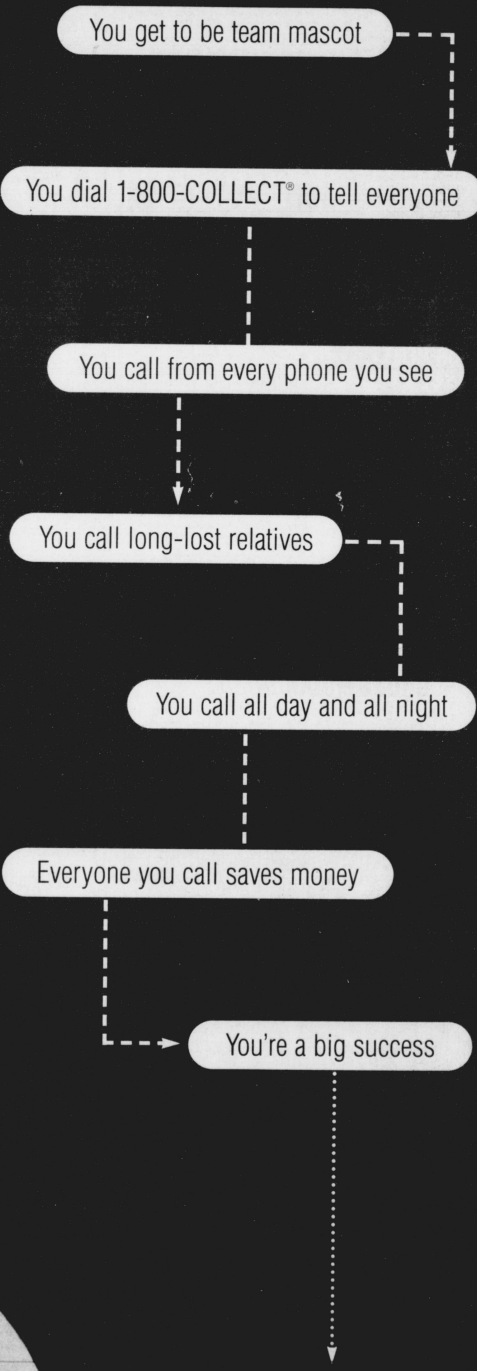 You get to be team mascot
You dial 1-800-COLLECT® to tell everyone
You call from every phone you see
You call long-lost relatives
You call all day and all night
Everyone you call saves money
You're a big success